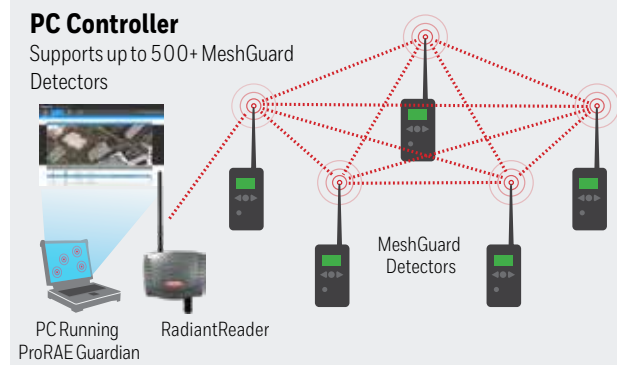 PC Controller
Supports up to 500+ MeshGuard
Detectors
MeshGuard
Detectors
PC Running
ProRAE Guardian
RadiantReader